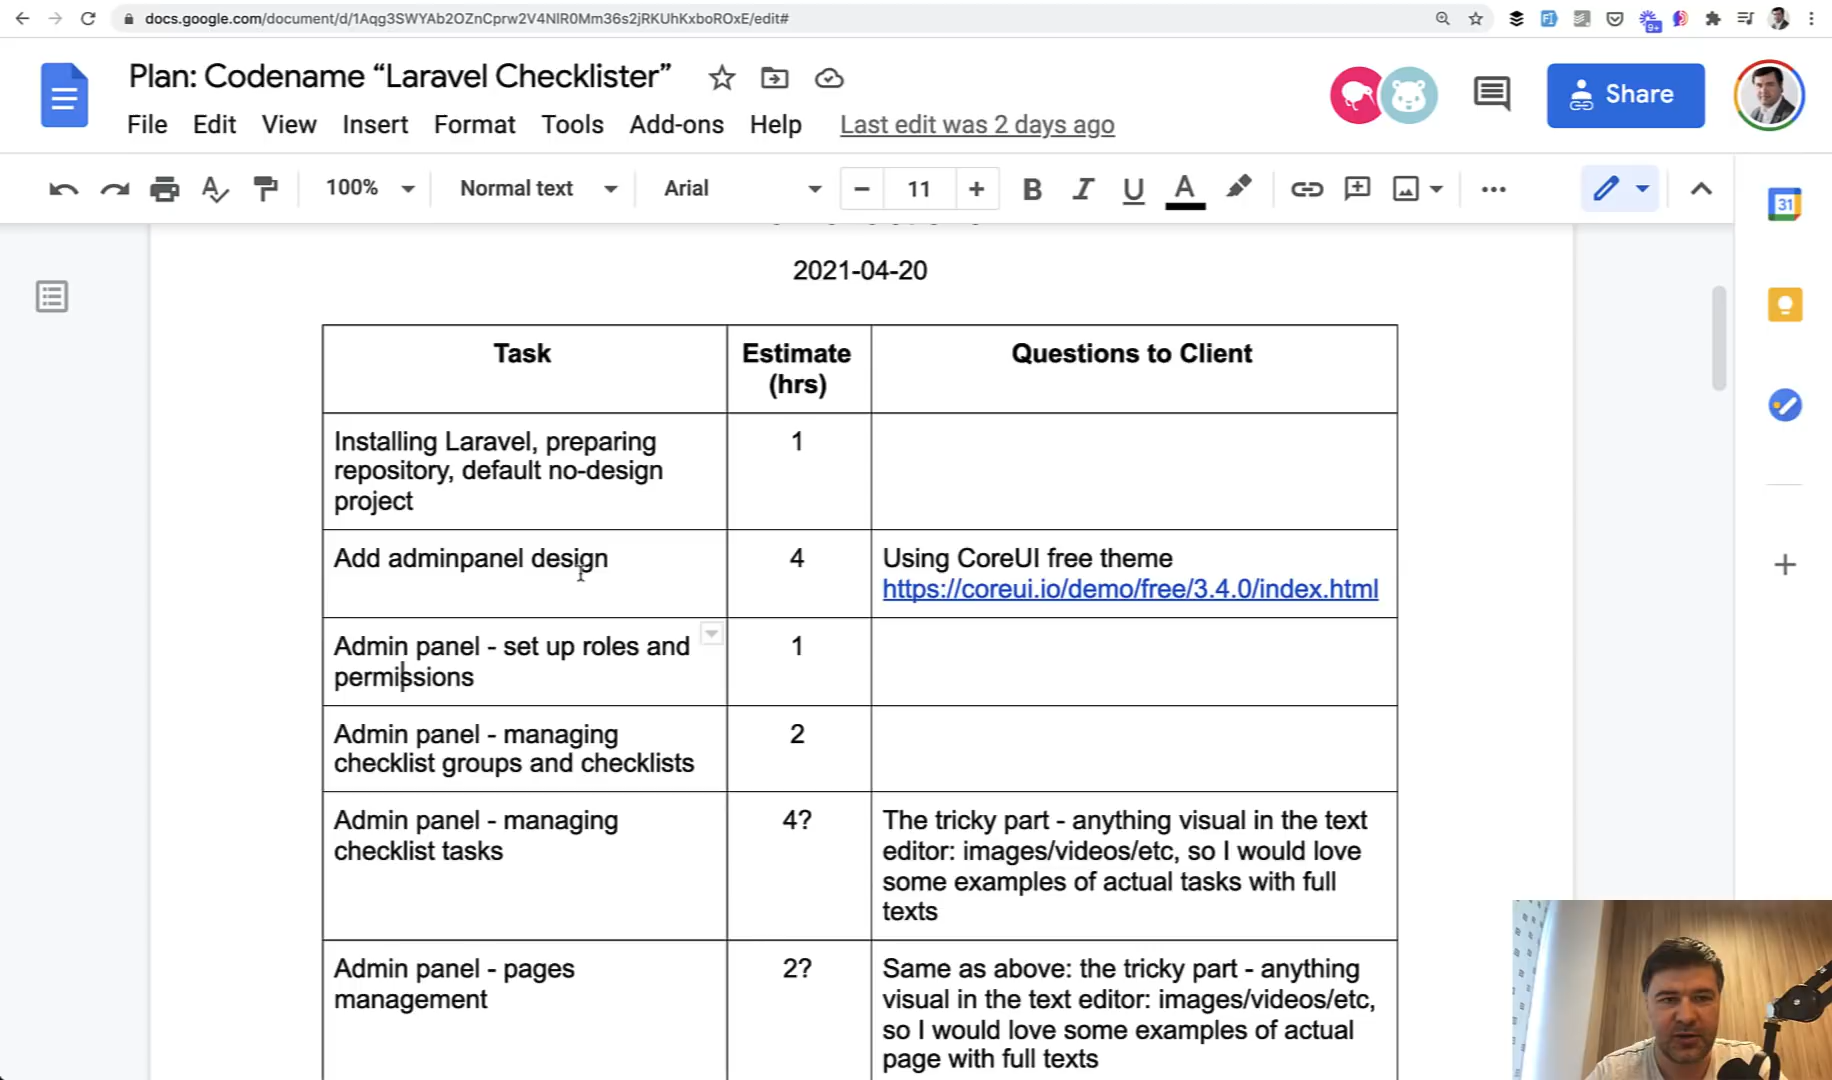 docs.google.com/document/d/1Aqg3SWYAb2OZnCprw2V4NlR0Mm36s2jRKUhKxboROxE/edit#
9+
Plan: Codename “Laravel Checklister”
File Edit View Insert Format Tools Add-ons Help Last edit was 2 days ago
Share
100% Normal text Arial 11 B I U A
31
2021-04-20
Task Estimate (hrs) Questions to Client
Installing Laravel, preparing
repository, default no-design
project
1
Add adminpanel design
4
Using CoreUI free theme
https://coreui.io/demo/free/3.4.0/index.html
Admin panel - set up roles and
permissions
1
Admin panel - managing
checklist groups and checklists
2
Admin panel - managing
checklist tasks
4?
The tricky part - anything visual in the text
editor: images/videos/etc, so I would love
some examples of actual tasks with full
texts
Admin panel - pages
management
2?
Same as above: the tricky part - anything
visual in the text editor: images/videos/etc,
so I would love some examples of actual
page with full texts